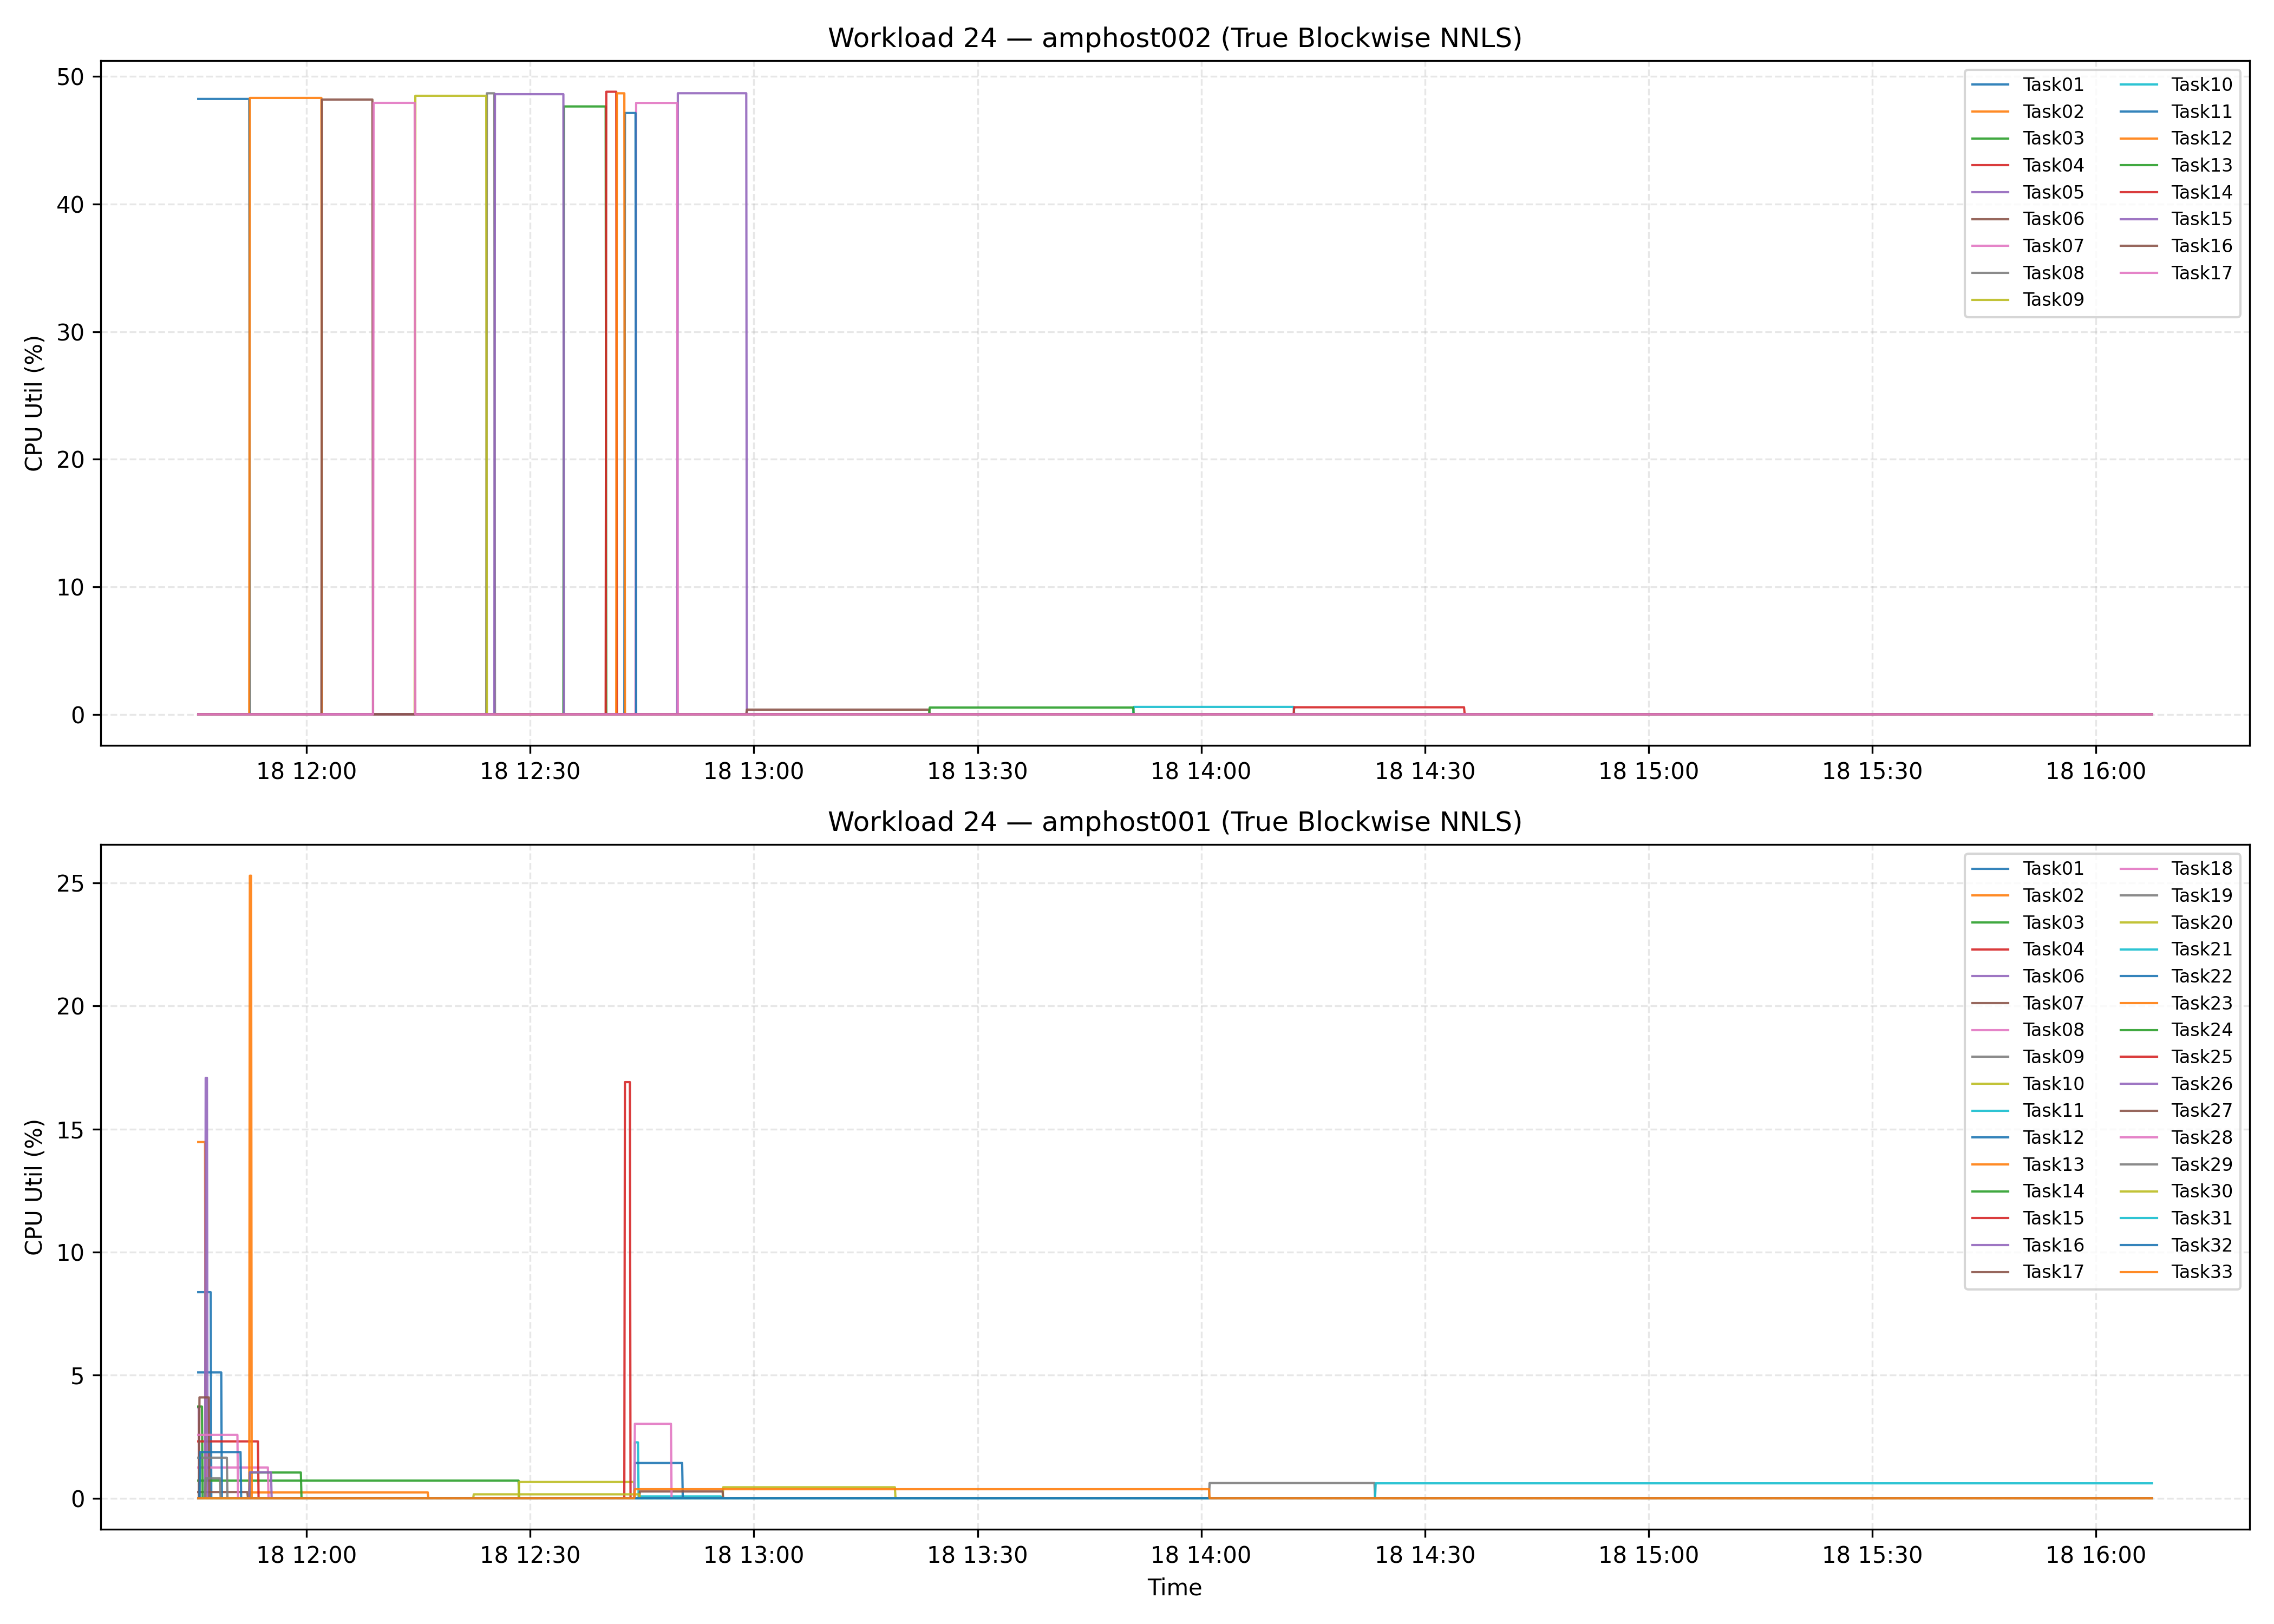 Workload 24 — amphost002 (True Blockwise NNLS)
CPU Util (%)
50
40
30
20
10
0
Task01
Task02
Task03
Task04
Task05
Task06
Task07
Task08
Task09
Task10
Task11
Task12
Task13
Task14
Task15
Task16
Task17
18 12:00
18 12:30
18 13:00
18 13:30
18 14:00
18 14:30
18 15:00
18 15:30
18 16:00
Workload 24 — amphost001 (True Blockwise NNLS)
CPU Util (%)
25
20
15
10
5
0
Task01
Task02
Task03
Task04
Task06
Task07
Task08
Task09
Task10
Task11
Task12
Task13
Task14
Task15
Task16
Task17
Task18
Task19
Task20
Task21
Task22
Task23
Task24
Task25
Task26
Task27
Task28
Task29
Task30
Task31
Task32
Task33
18 12:00
18 12:30
18 13:00
18 13:30
18 14:00
18 14:30
18 15:00
18 15:30
18 16:00
Time